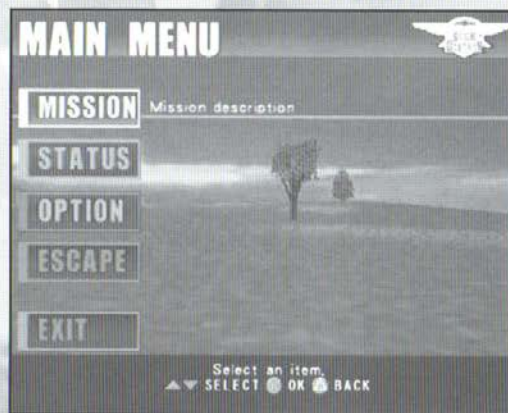 MAIN MENU
MISSION Mission description
STATUS
OPTION
ESCAPE
EXIT
Select an item.
▲▼ SELECT OK BACK